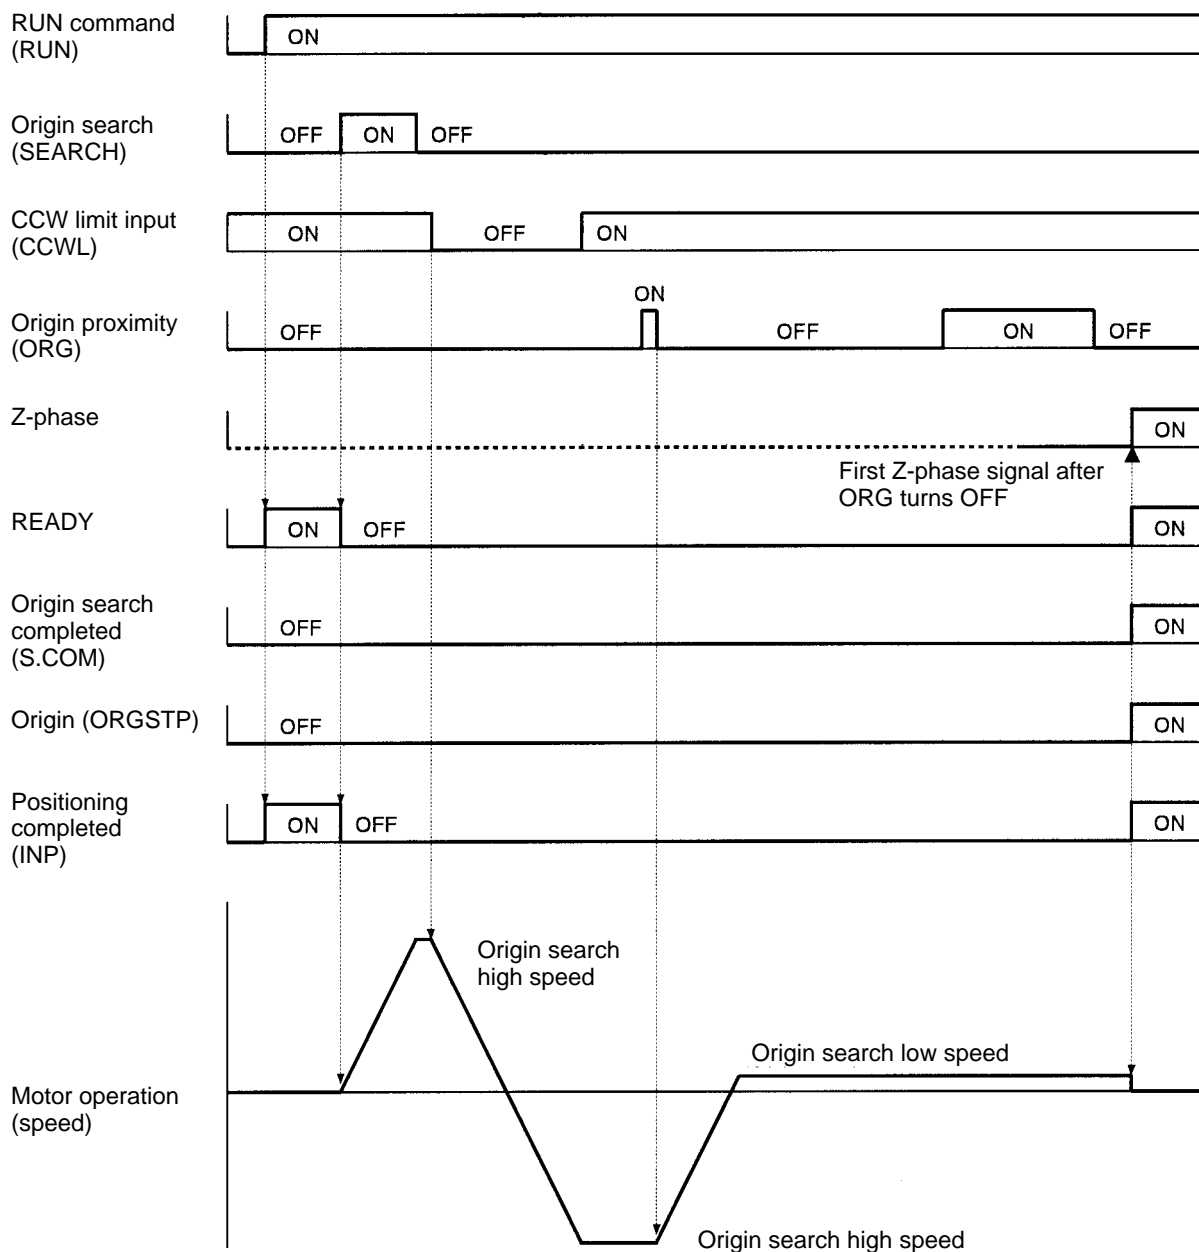 RUN command
(RUN)
ON
Origin search
(SEARCH)
OFF
ON
OFF
CCW limit input
(CCWL)
ON
OFF
ON
ON
Origin proximity
(ORG)
OFF
OFF
ON
OFF
Z-phase
ON
First Z-phase signal after
ORG turns OFF
READY
ON
OFF
ON
Origin search
completed
(S.COM)
OFF
ON
Origin (ORGSTP)
OFF
ON
Positioning
completed
(INP)
ON
OFF
ON
Origin search
high speed
Origin search low speed
Motor operation
(speed)
Origin search high speed